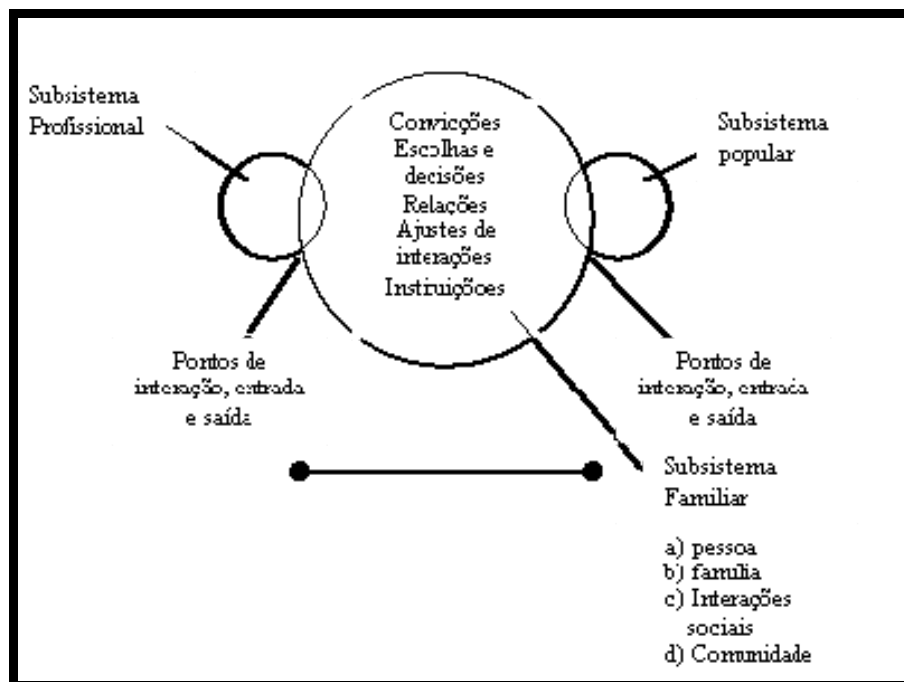 Subsistema
Profissional
Convicções
Escolhas e
decisões
Relações
Ajustes de
interações
Instiruições
Subsistema
popular
Pontos de
interação, entrada
e saída
Pontos de
interação, entrada
e saída
Subsistema
Familiar
a) pessoa
b) família
c) Interações
sociais
d) Comunidade